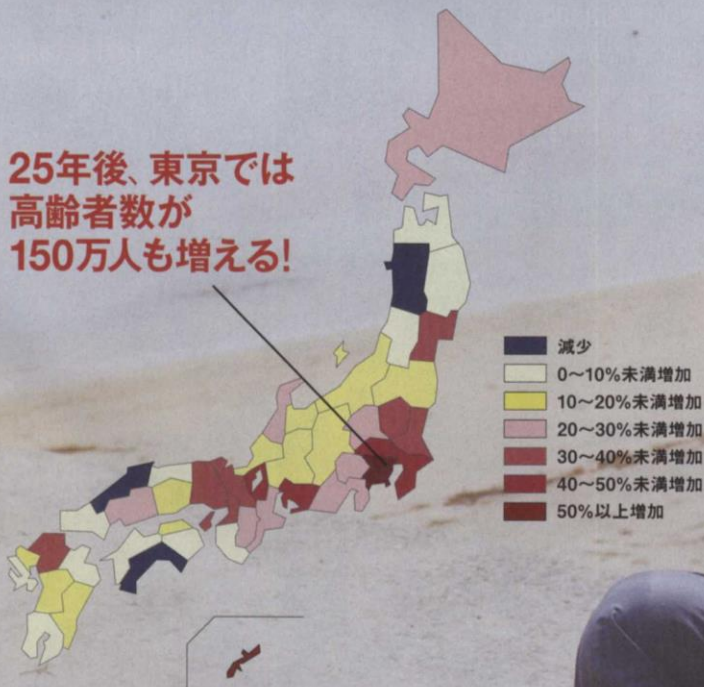 25年後、東京では
高齢者数が
150万人も増える!
減少
0〜10%未満増加
10〜20%未満増加
20〜30%未満増加
30〜40%未満増加
40〜50%未満増加
50%以上増加